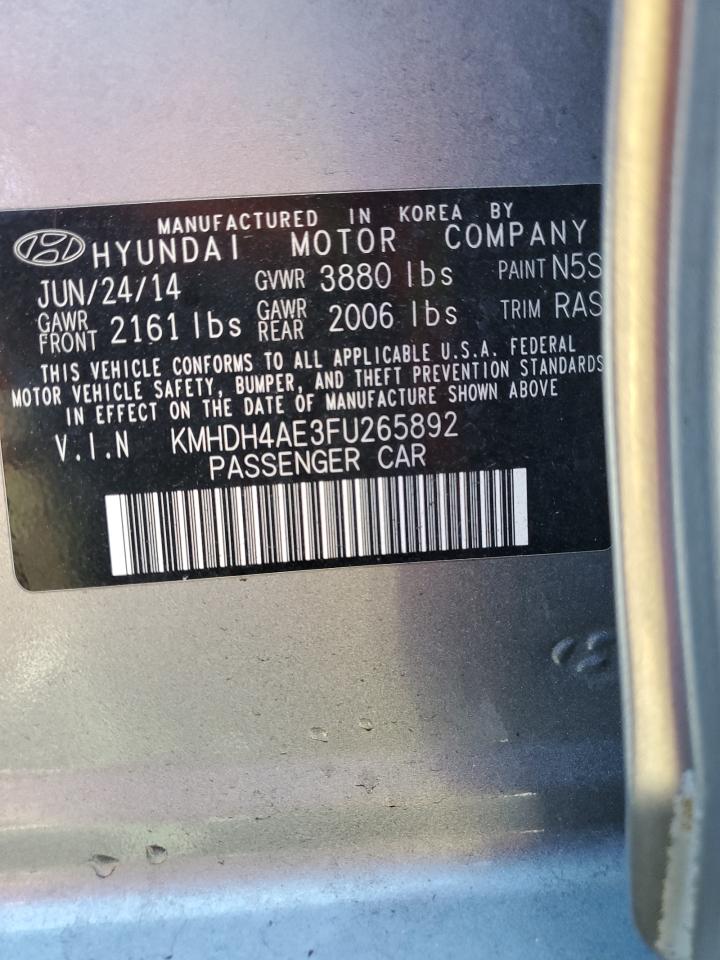 MANUFACTURED IN KOREA BY
HYUNDAI MOTOR COMPANY
JUN/24/14 GVWR 3880 lbs PAINT N5S
GAWR FRONT 2161 lbs GAWR REAR 2006 lbs TRIM RAS
THIS VEHICLE CONFORMS TO ALL APPLICABLE U.S.A. FEDERAL
MOTOR VEHICLE SAFETY, BUMPER, AND THEFT PREVENTION STANDARDS
IN EFFECT ON THE DATE OF MANUFACTURE SHOWN ABOVE
V.I.N KMHDH4AE3FU265892
PASSENGER CAR